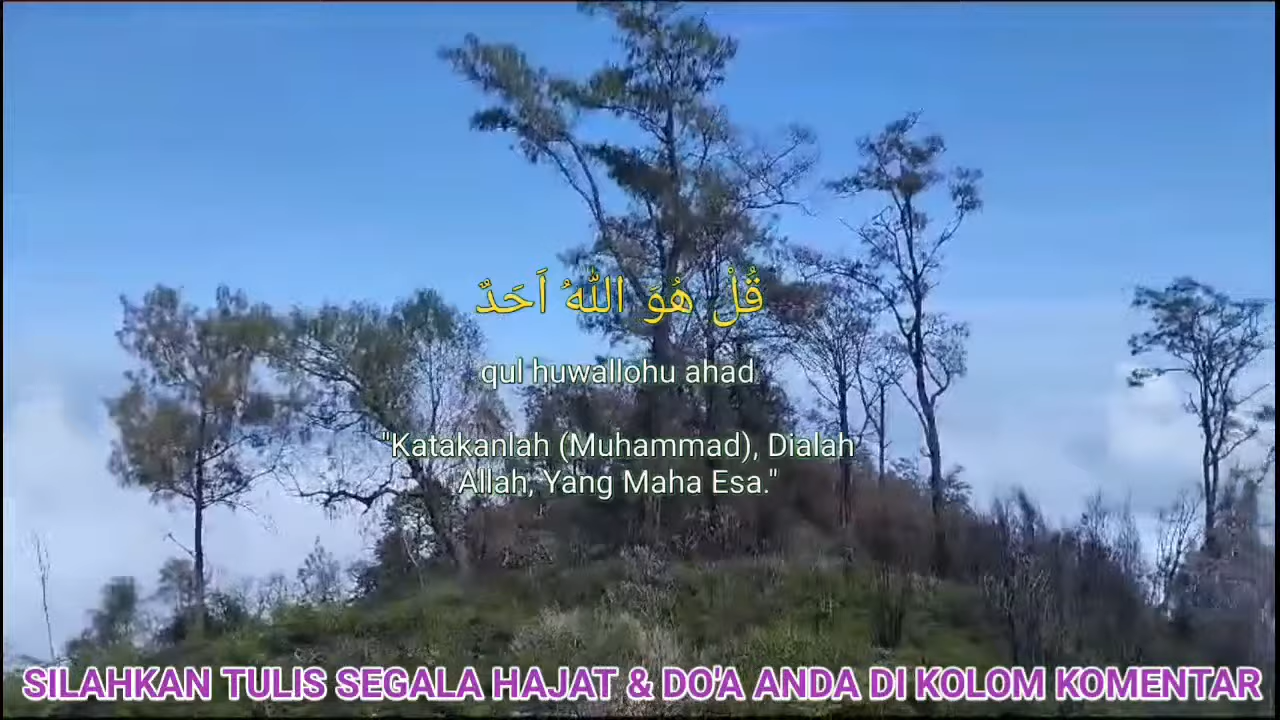 قُلْ هُوَ اللّٰهُ اَحَدٌ
qul huwallohu ahad
"Katakanlah (Muhammad), Dialah
Allah, Yang Maha Esa."
SILAHKAN TULIS SEGALA HAJAT & DO'A ANDA DI KOLOM KOMENTAR